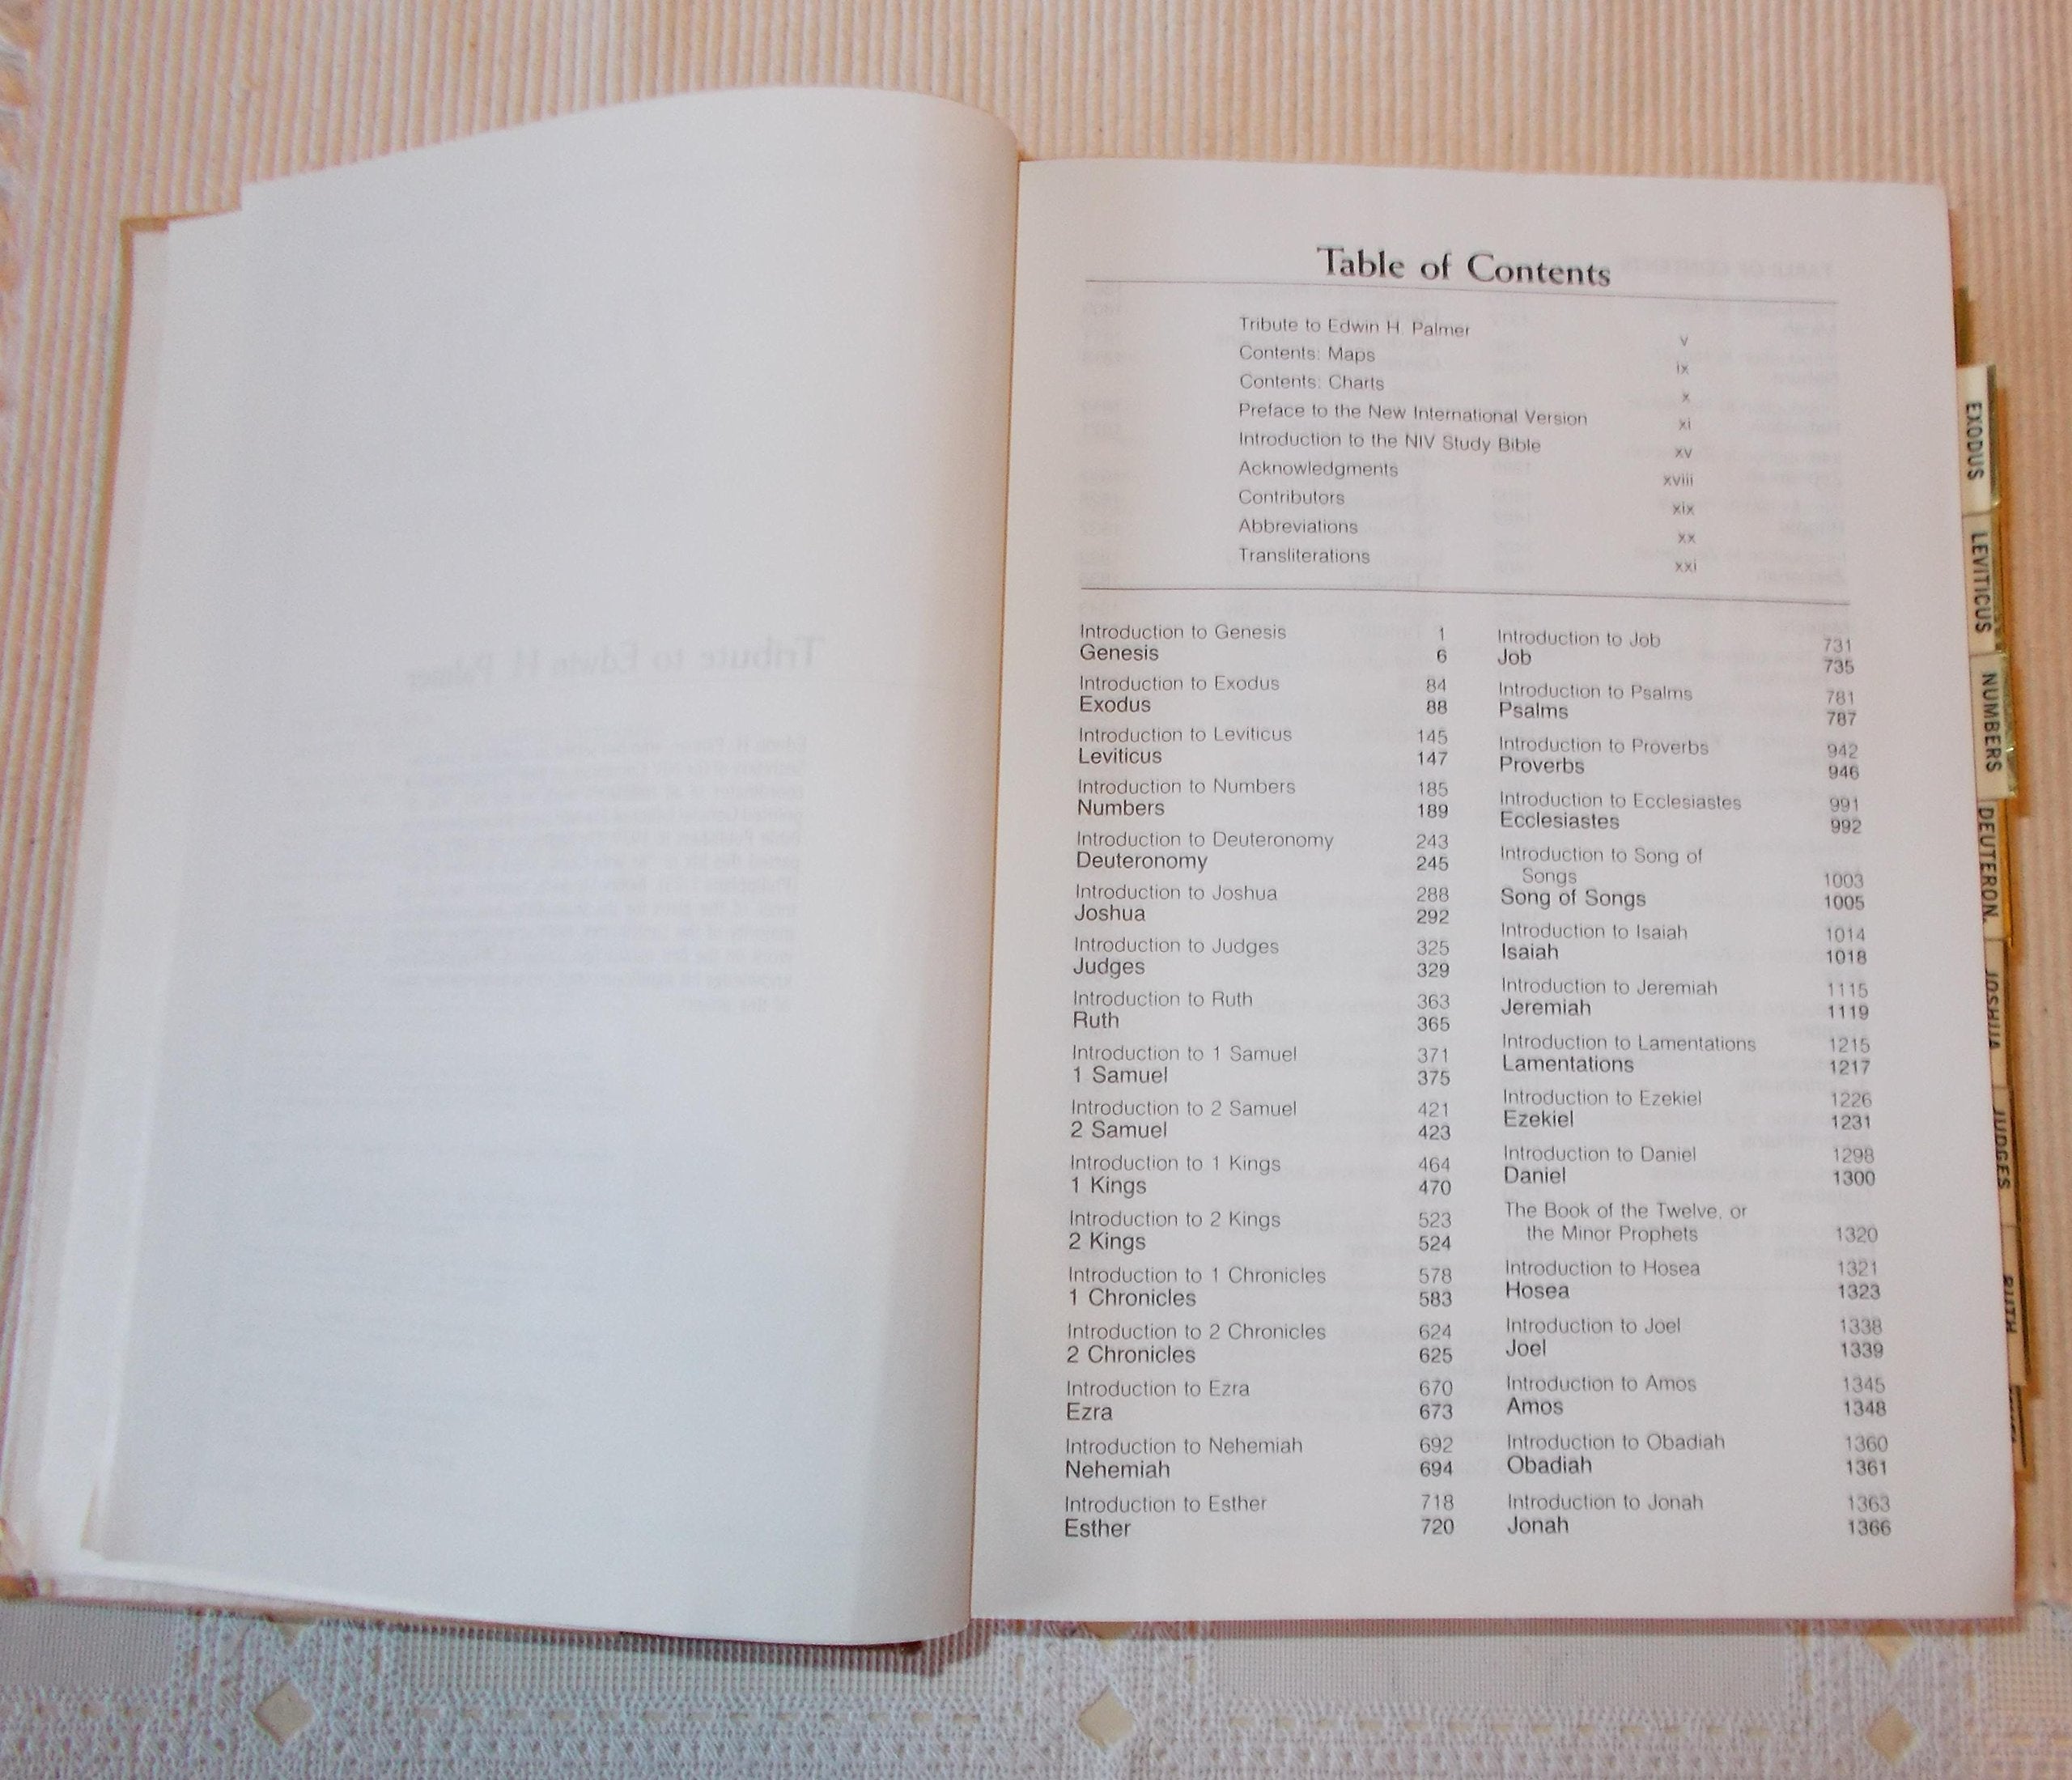 Tribute to Edwin H. Palmer
Table of Contents
Tribute to Edwin H. Palmer v
Contents: Maps ix
Contents: Charts x
Preface to the New International Version xi
Introduction to the NIV Study Bible xv
Acknowledgments xviii
Contributors xix
Abbreviations xx
Transliterations xxi
Introduction to Genesis 1
Genesis 6
Introduction to Exodus 84
Exodus 88
Introduction to Leviticus 145
Leviticus 147
Introduction to Numbers 185
Numbers 189
Introduction to Deuteronomy 243
Deuteronomy 245
Introduction to Joshua 288
Joshua 292
Introduction to Judges 325
Judges 329
Introduction to Ruth 363
Ruth 365
Introduction to 1 Samuel 371
1 Samuel 375
Introduction to 2 Samuel 421
2 Samuel 423
Introduction to 1 Kings 464
1 Kings 470
Introduction to 2 Kings 523
2 Kings 524
Introduction to 1 Chronicles 578
1 Chronicles 583
Introduction to 2 Chronicles 624
2 Chronicles 625
Introduction to Ezra 670
Ezra 673
Introduction to Nehemiah 692
Nehemiah 694
Introduction to Esther 718
Esther 720
Introduction to Job 731
Job 735
Introduction to Psalms 781
Psalms 787
Introduction to Proverbs 942
Proverbs 946
Introduction to Ecclesiastes 991
Ecclesiastes 992
Introduction to Song of
Songs 1003
Song of Songs 1005
Introduction to Isaiah 1014
Isaiah 1018
Introduction to Jeremiah 1115
Jeremiah 1119
Introduction to Lamentations 1215
Lamentations 1217
Introduction to Ezekiel 1226
Ezekiel 1231
Introduction to Daniel 1298
Daniel 1300
The Book of the Twelve, or
the Minor Prophets 1320
Introduction to Hosea 1321
Hosea 1323
Introduction to Joel 1338
Joel 1339
Introduction to Amos 1345
Amos 1348
Introduction to Obadiah 1360
Obadiah 1361
Introduction to Jonah 1363
Jonah 1366
EXODUS
LEVITICUS
NUMBERS
DEUTERON.
JOSHUA
JUDGES
RUTH